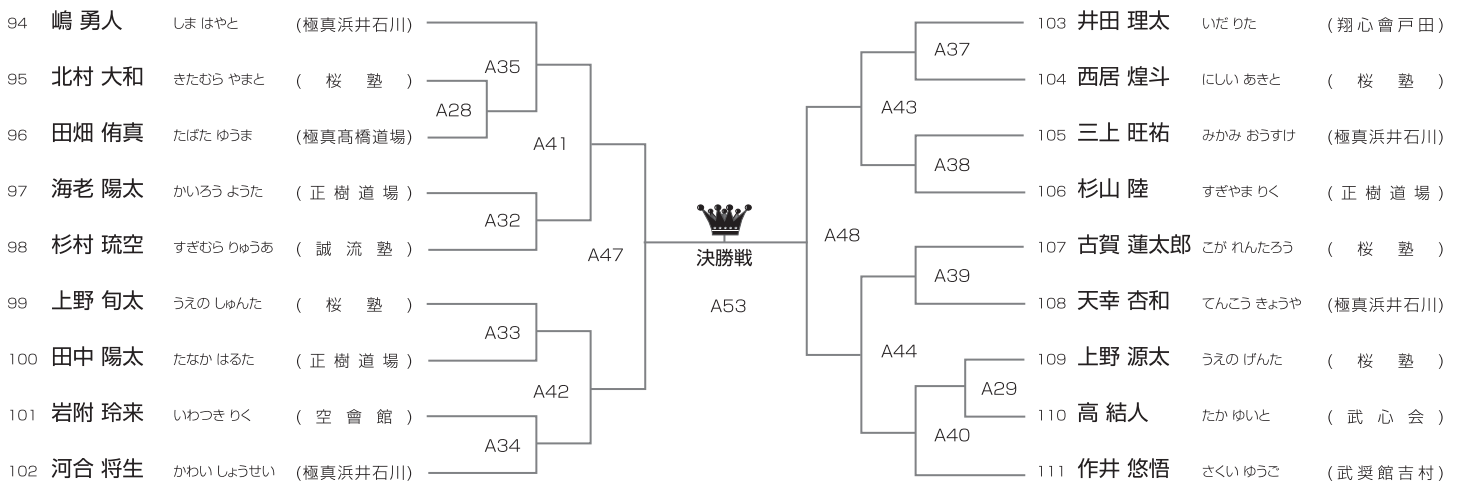 94 嶋 勇人 しま はやと (極真浜井石川)
95 北村 大和 きたむら やまと ( 桜 塾 )
96 田畑 侑真 たばた ゆうま (極真髙橋道場)
97 海老 陽太 かいろう ようた ( 正 樹 道 場 )
98 杉村 琉空 すぎむら りゅうあ ( 誠 流 塾 )
99 上野 旬太 うえの しゅんた ( 桜 塾 )
100 田中 陽太 たなか はるた ( 正 樹 道 場 )
101 岩附 玲来 いわつき りく ( 空 會 館 )
102 河合 将生 かわい しょうせい (極真浜井石川)
A28
A35
A32
A33
A34
A41
A42
A47
決勝戦
A53
A48
A43
A44
A37
A38
A39
A29
A40
103 井田 理太 いだ りた ( 翔 心 會 戸 田 )
104 西居 煌斗 にしい あきと ( 桜 塾 )
105 三上 旺祐 みかみ おうすけ (極真浜井石川)
106 杉山 陸 すぎやま りく ( 正 樹 道 場 )
107 古賀 蓮太郎 こが れんたろう ( 桜 塾 )
108 天幸 杏和 てんこう きょうや (極真浜井石川)
109 上野 源太 うえの げんた ( 桜 塾 )
110 高 結人 たか ゆいと ( 武 心 会 )
111 作井 悠悟 さくい ゆうご ( 武 奨 館 吉 村 )